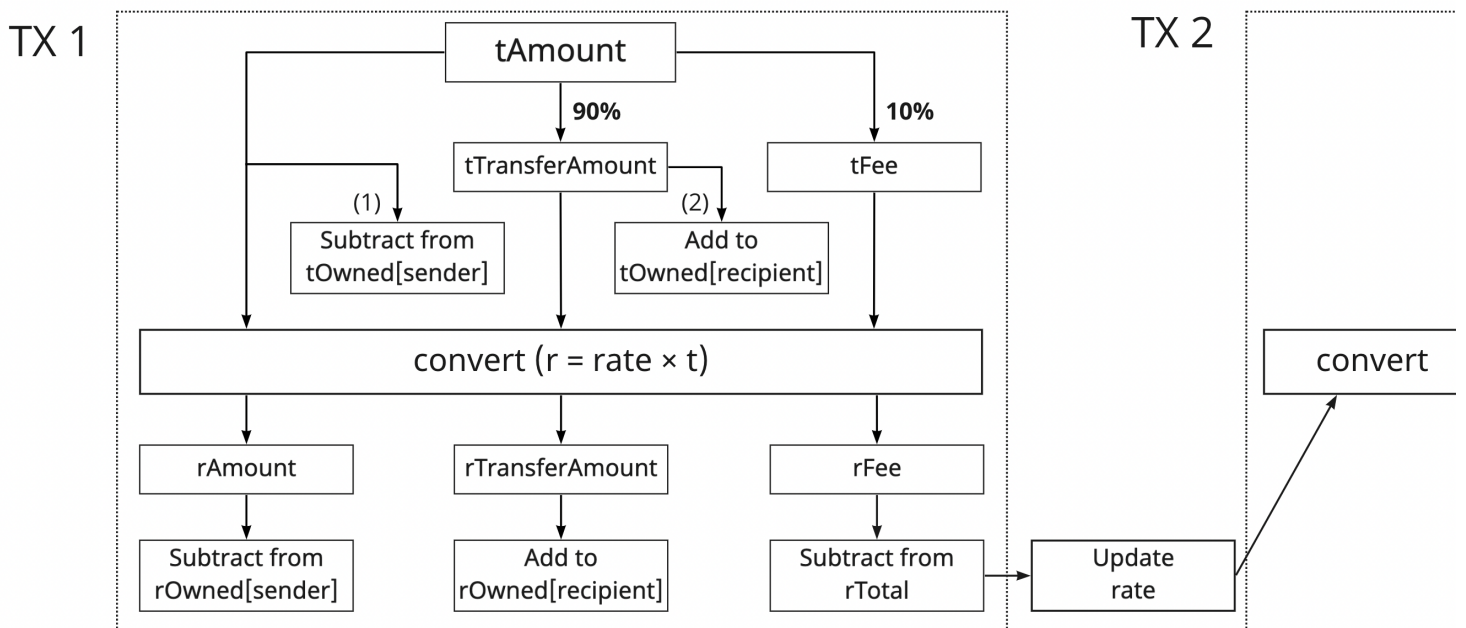 TX 1
TX 2
tAmount
90%
10%
tTransferAmount
tFee
(1)
(2)
Subtract from
tOwned[sender]
Add to
tOwned[recipient]
convert (r = rate × t)
convert
rAmount
rTransferAmount
rFee
Subtract from
rOwned[sender]
Add to
rOwned[recipient]
Subtract from
rTotal
Update
rate